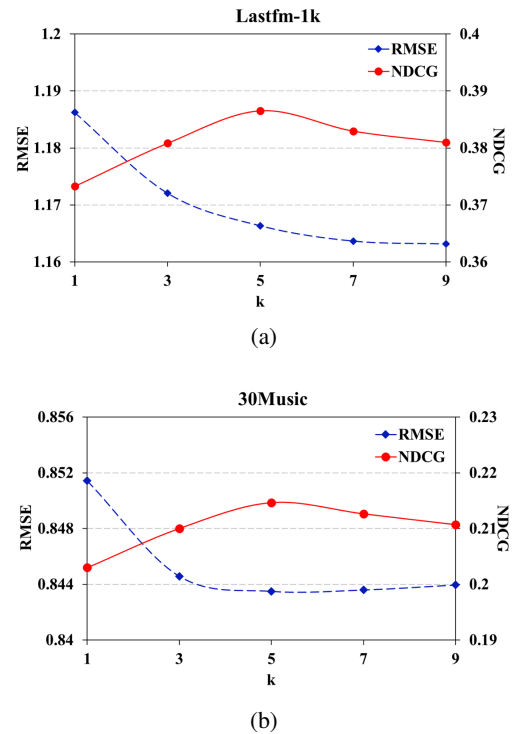 Lastfm-1k
1.2 0.4
RMSE
NDCG
1.19 0.39
1.18 0.38
RMSE NDCG
1.17 0.37
1.16 0.36
1 3 5 7 9
k
(a)
30Music
0.856 0.23
RMSE
NDCG
0.852 0.22
0.848 0.21
RMSE NDCG
0.844 0.2
0.84 0.19
1 3 5 7 9
k
(b)